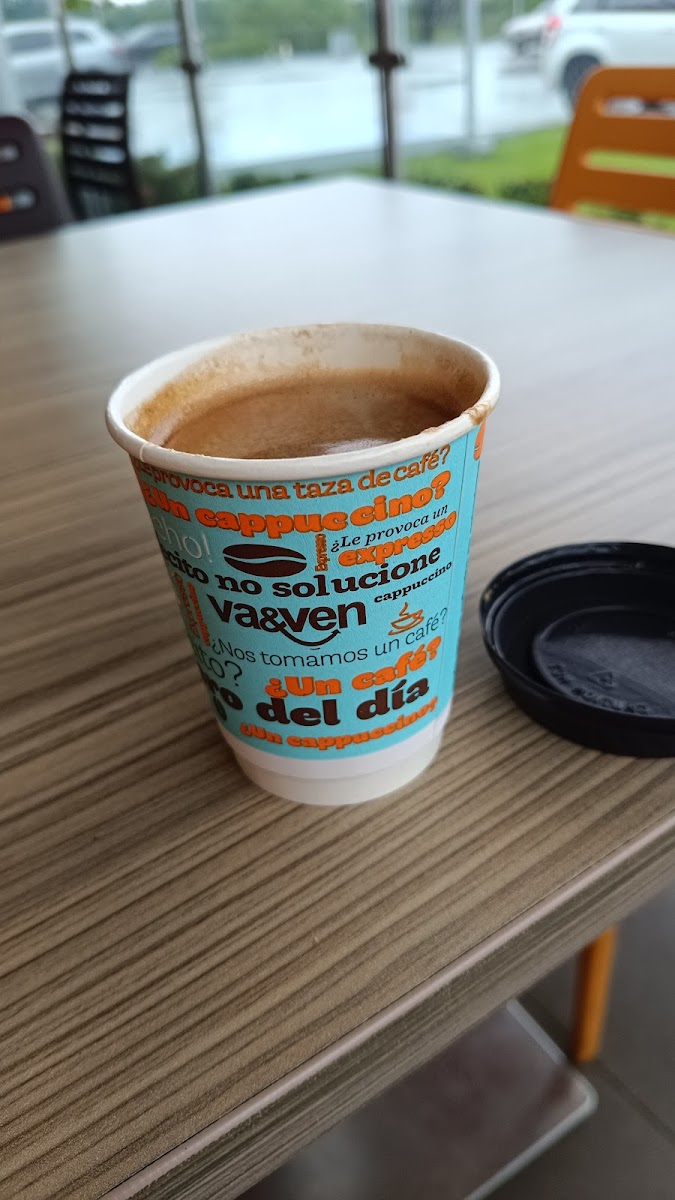 provoca una taza de café?
¿Un cappuccino?
¿Le provoca un
Espresso
expresso
no solucione
cappuccino
va&ven
¿Nos tomamos un café?
¿Un café?
del día
¿Un cappuccino?